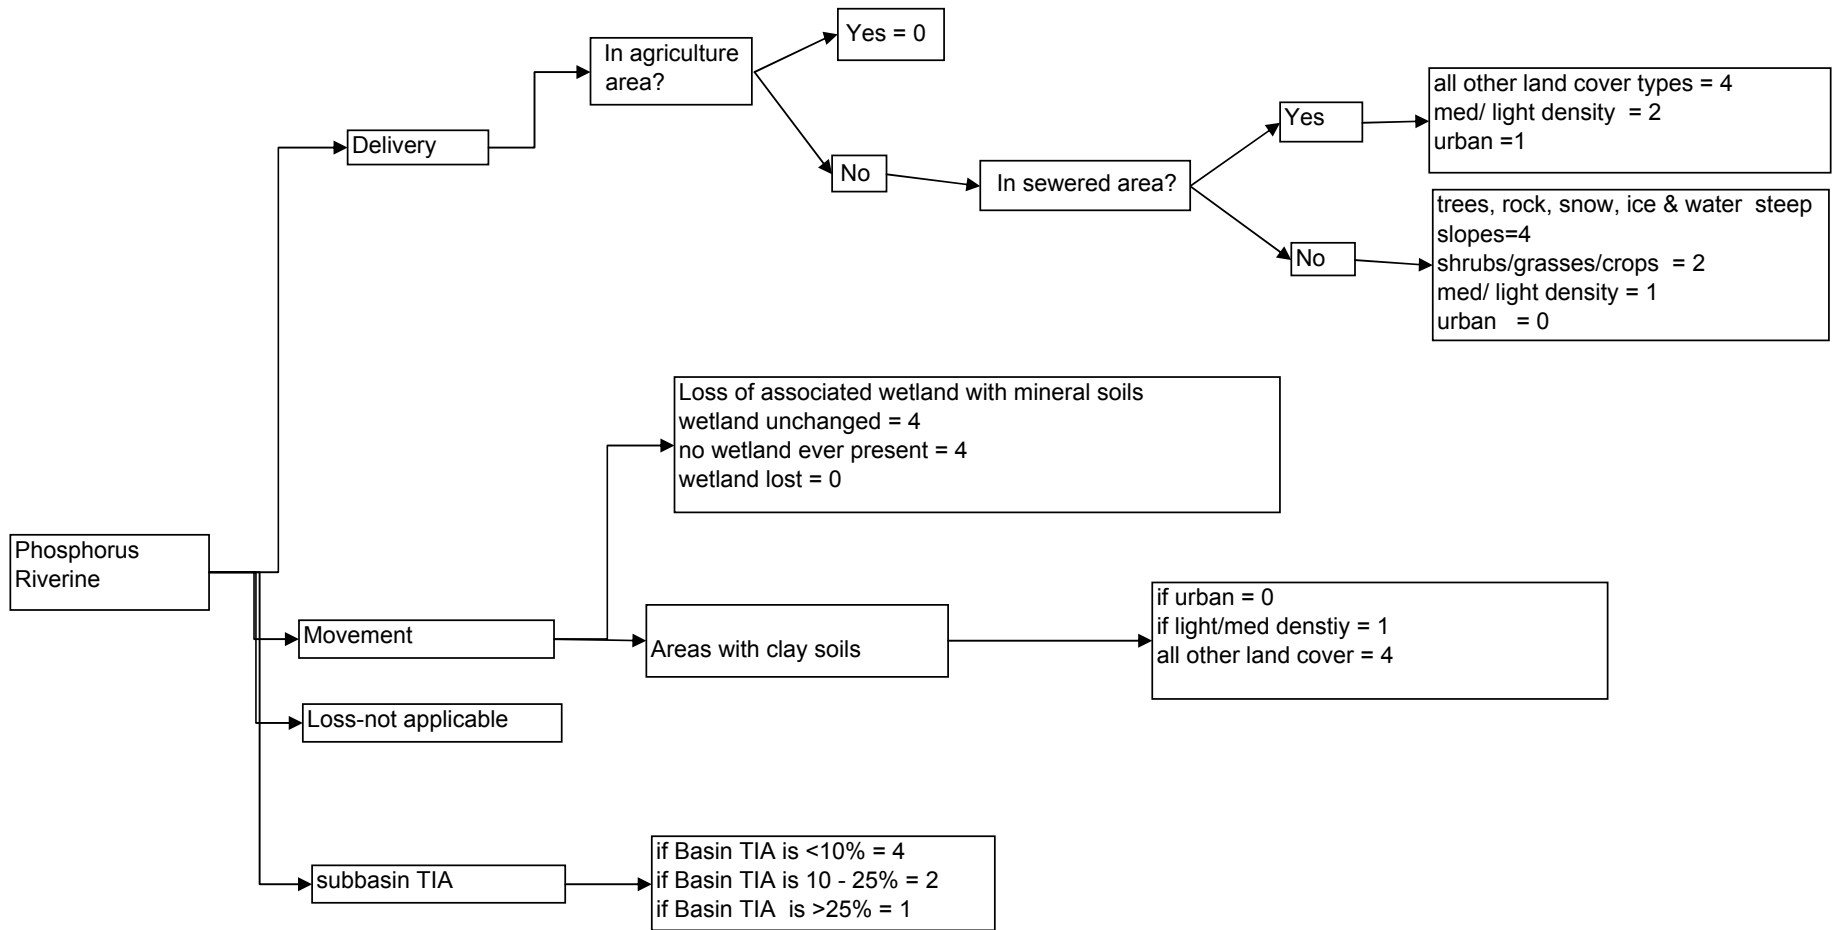 In agriculture
area?
Yes = 0
all other land cover types = 4
med/ light density  = 2
urban =1
Yes
Delivery
No
In sewered area?
trees, rock, snow, ice & water  steep
slopes=4
shrubs/grasses/crops  = 2
med/ light density = 1
urban   = 0
No
Loss of associated wetland with mineral soils
wetland unchanged = 4
no wetland ever present = 4
wetland lost = 0
Phosphorus
Riverine
Movement
Areas with clay soils
if urban = 0
if light/med denstiy = 1
all other land cover = 4
Loss-not applicable
subbasin TIA
if Basin TIA is <10% = 4
if Basin TIA is 10 - 25% = 2
if Basin TIA  is >25% = 1